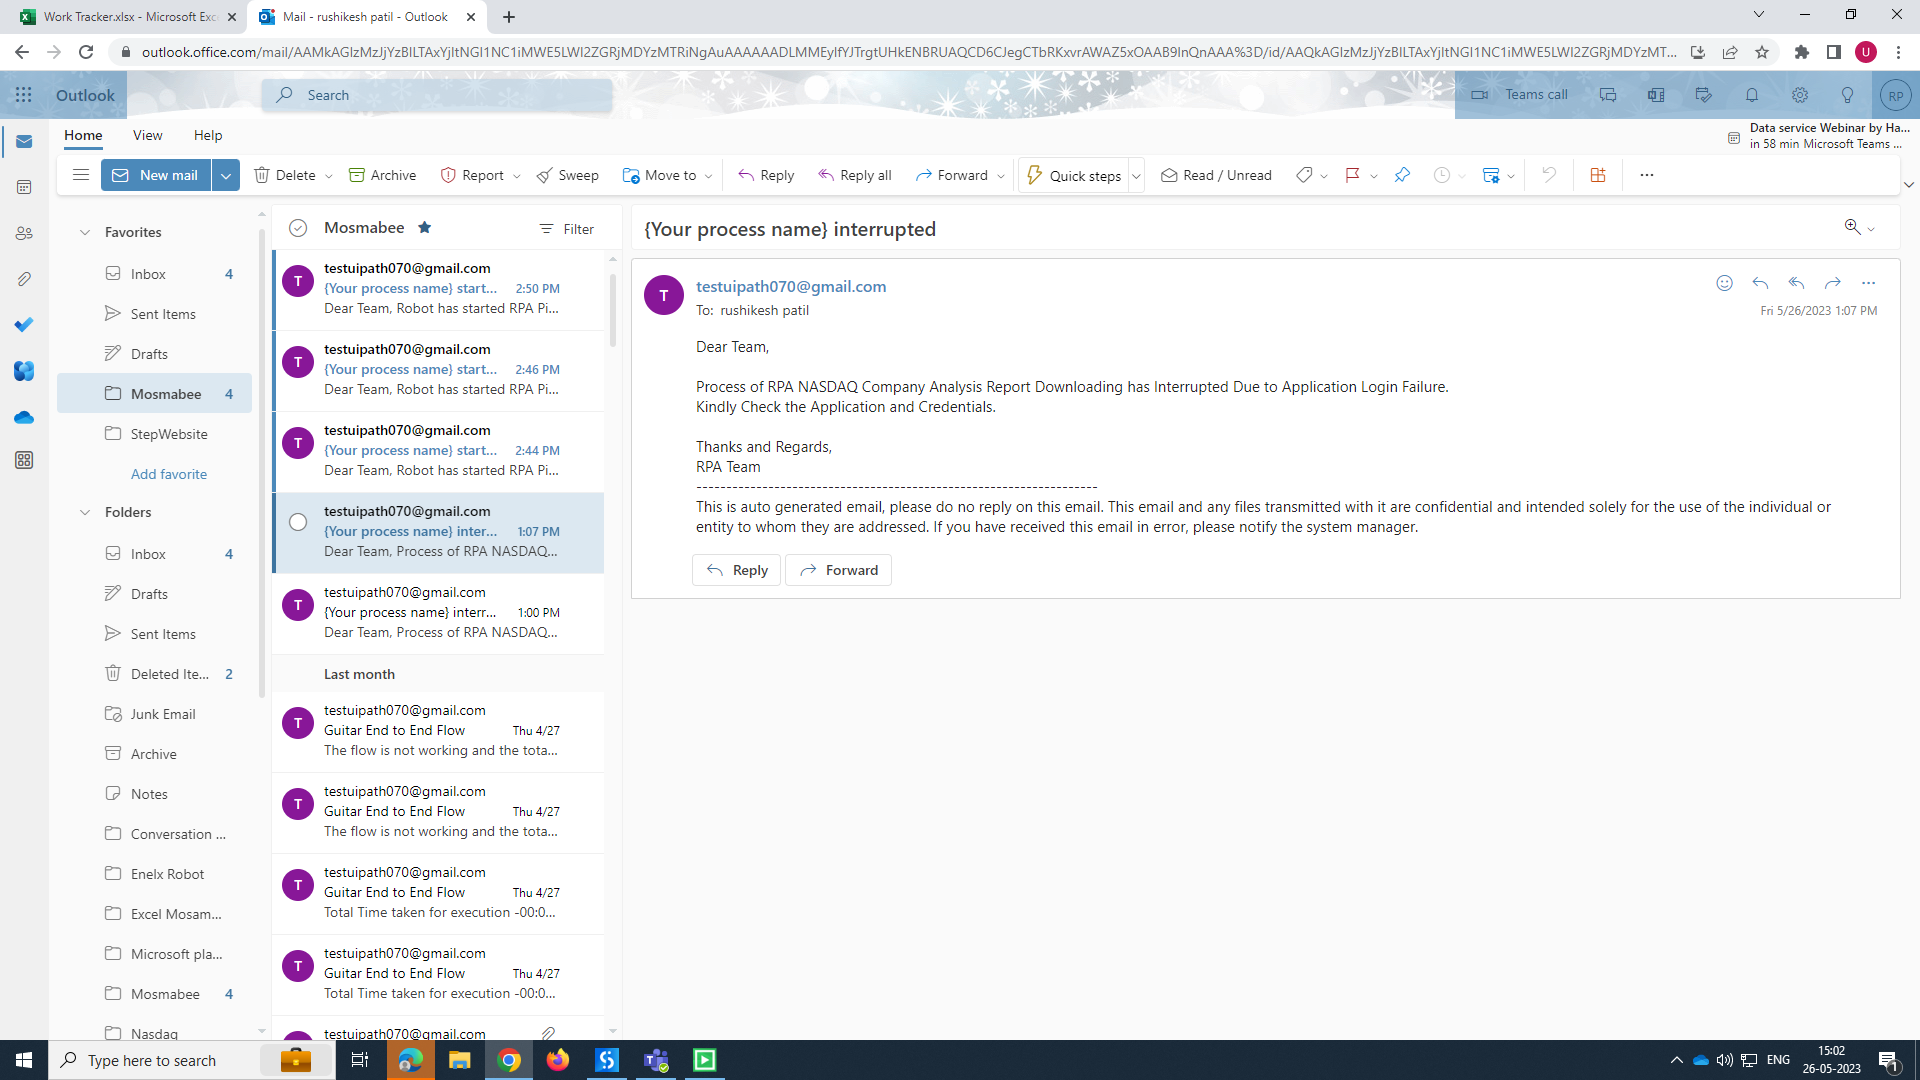 Work Tracker.xlsx - Microsoft Exc
Mail - rushikesh patil - Outlook
outlook.office.com/mail/
U
Outlook
Search
Teams call
RP
Home
View
Help
Data service Webinar by Ha...
in 58 min Microsoft Teams ...
New mail
Delete
Archive
Report
Sweep
Move to
Reply
Reply all
Forward
Quick steps
Read / Unread
Favorites
Inbox 4
Sent Items
Drafts
Mosmabee 4
StepWebsite
Add favorite
Folders
Inbox 4
Drafts
Sent Items
Deleted Ite... 2
Junk Email
Archive
Notes
Conversation ...
Enelx Robot
Excel Mosam...
Microsoft pla...
Mosmabee 4
Nasdaq
Mosmabee
Filter
T
testuipath070@gmail.com
{Your process name} start... 2:50 PM
Dear Team, Robot has started RPA Pi...
T
testuipath070@gmail.com
{Your process name} start... 2:46 PM
Dear Team, Robot has started RPA Pi...
T
testuipath070@gmail.com
{Your process name} start... 2:44 PM
Dear Team, Robot has started RPA Pi...
testuipath070@gmail.com
{Your process name} inter... 1:07 PM
Dear Team, Process of RPA NASDAQ...
T
testuipath070@gmail.com
{Your process name} interr... 1:00 PM
Dear Team, Process of RPA NASDAQ...
Last month
T
testuipath070@gmail.com
Guitar End to End Flow Thu 4/27
The flow is not working and the tota...
T
testuipath070@gmail.com
Guitar End to End Flow Thu 4/27
The flow is not working and the tota...
T
testuipath070@gmail.com
Guitar End to End Flow Thu 4/27
Total Time taken for execution -00:0...
T
testuipath070@gmail.com
Guitar End to End Flow Thu 4/27
Total Time taken for execution -00:0...
testuipath070@gmail.com
{Your process name} interrupted
T
testuipath070@gmail.com
To: rushikesh patil
Fri 5/26/2023 1:07 PM
Dear Team,
Process of RPA NASDAQ Company Analysis Report Downloading has Interrupted Due to Application Login Failure.
Kindly Check the Application and Credentials.
Thanks and Regards,
RPA Team
-------------------------------------------------------------------
This is auto generated email, please do no reply on this email. This email and any files transmitted with it are confidential and intended solely for the use of the individual or
entity to whom they are addressed. If you have received this email in error, please notify the system manager.
Reply
Forward
Type here to search
ENG
15:02
26-05-2023
1